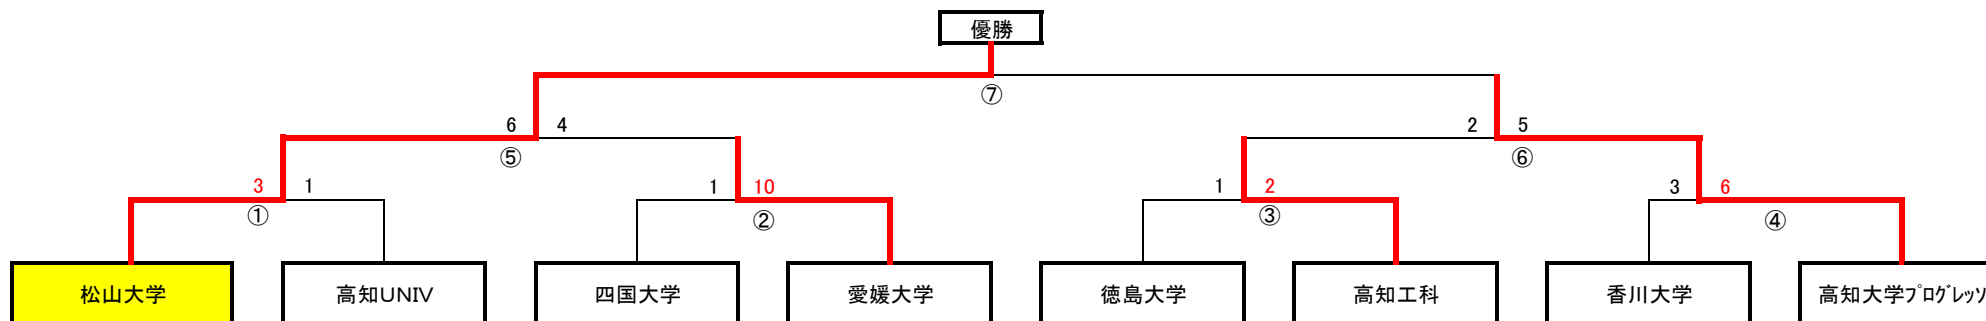 優勝
⑦
6 4
2 5
⑤
⑥
3 1
1 10
1 2
3 6
①
②
③
④
松山大学
高知UNIV
四国大学
愛媛大学
徳島大学
高知工科
香川大学
高知大学プログレッソ